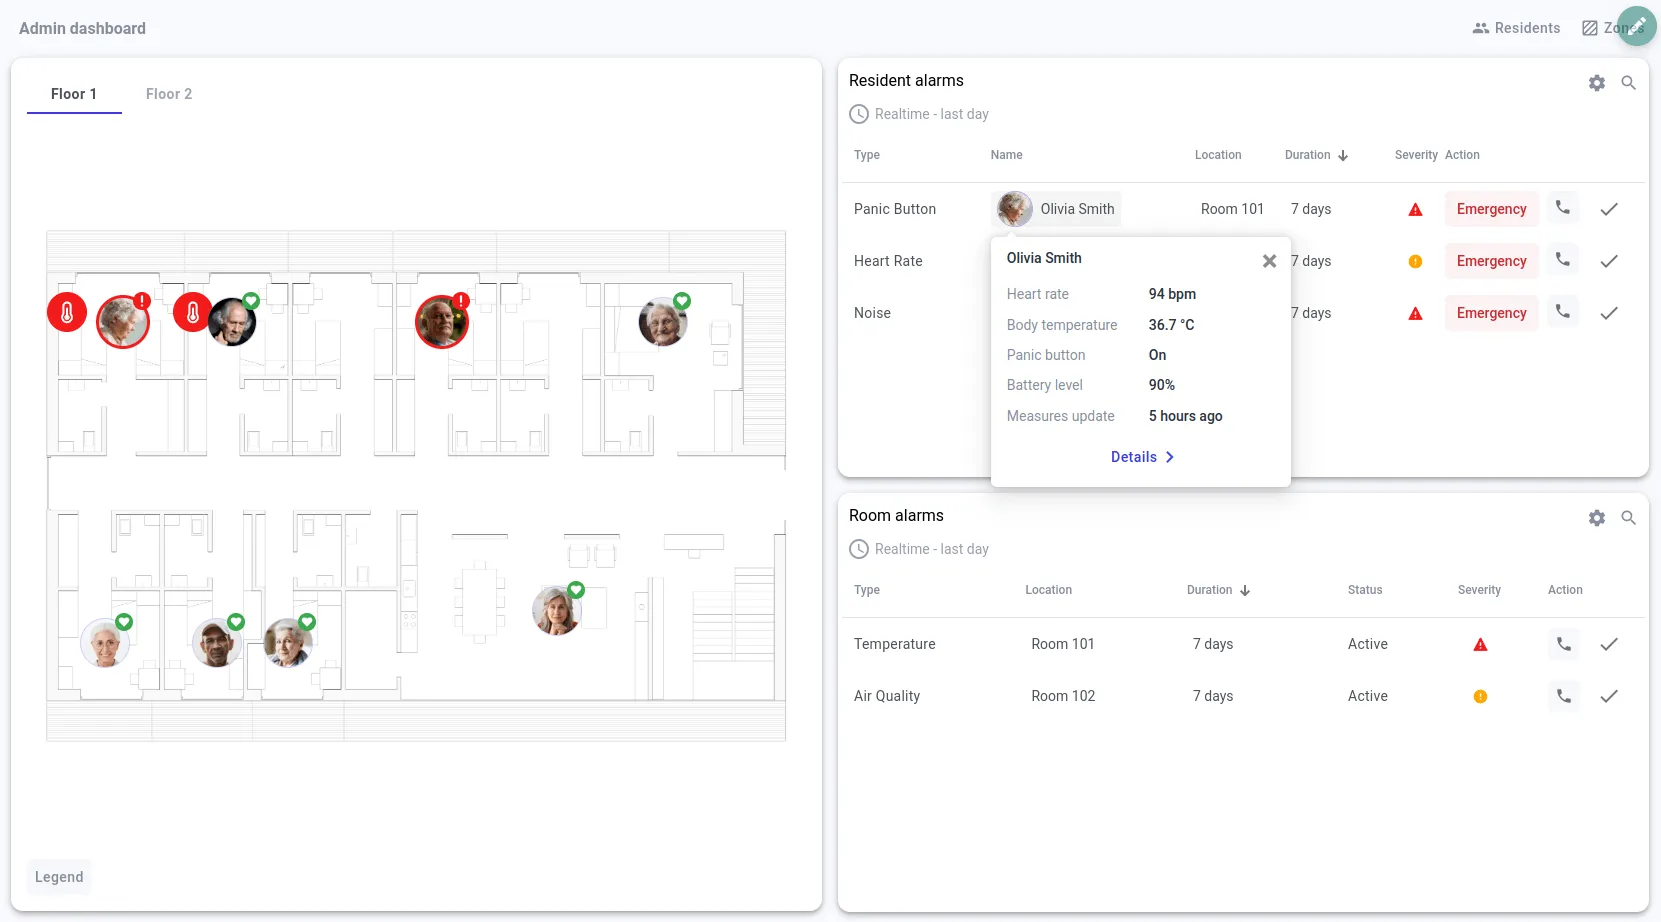 Admin dashboard
Residents
Zones
Floor 1
Floor 2
Legend
Resident alarms
Realtime - last day
Type Name Location Duration Severity Action
Panic Button Olivia Smith Room 101 7 days Emergency
Heart Rate 7 days Emergency
Noise 7 days Emergency
Olivia Smith
Heart rate 94 bpm
Body temperature 36.7 °C
Panic button On
Battery level 90%
Measures update 5 hours ago
Details
Room alarms
Realtime - last day
Type Location Duration Status Severity Action
Temperature Room 101 7 days Active
Air Quality Room 102 7 days Active